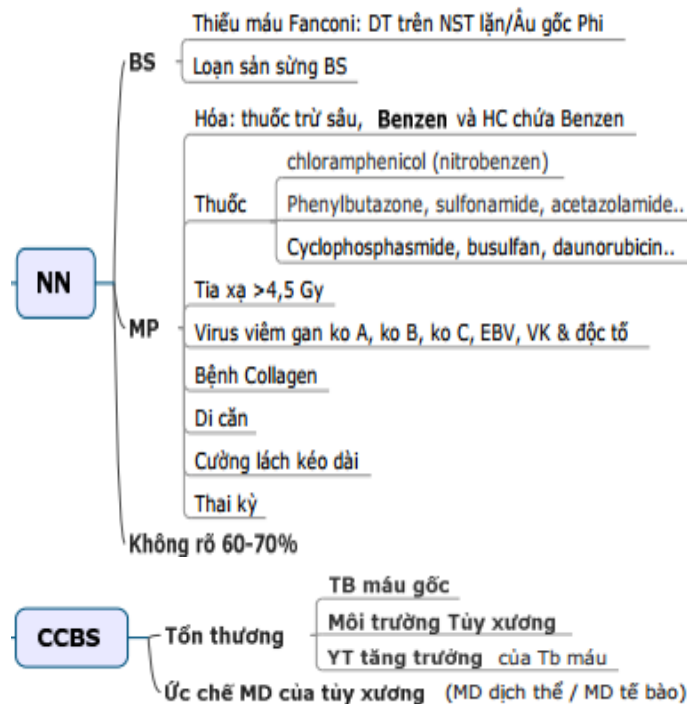 Thiếu máu Fanconi: DT trên NST lặn/Âu gốc Phi
BS
Loạn sản sừng BS
Hóa: thuốc trừ sâu, Benzen và HC chứa Benzen
chloramphenicol (nitrobenzen)
Thuốc
Phenylbutazone, sulfonamide, acetazolamide..
Cyclophosphasmide, busulfan, daunorubicin..
NN
Tia xạ >4,5 Gy
MP
Virus viêm gan ko A, ko B, ko C, EBV, VK & độc tố
Bệnh Collagen
Di căn
Cường lách kéo dài
Thai kỳ
Không rõ 60-70%
TB máu gốc
CCBS
Tổn thương
Môi trường Tủy xương
YT tăng trưởng của Tb máu
Ức chế MD của tủy xương (MD dịch thể / MD tế bào)